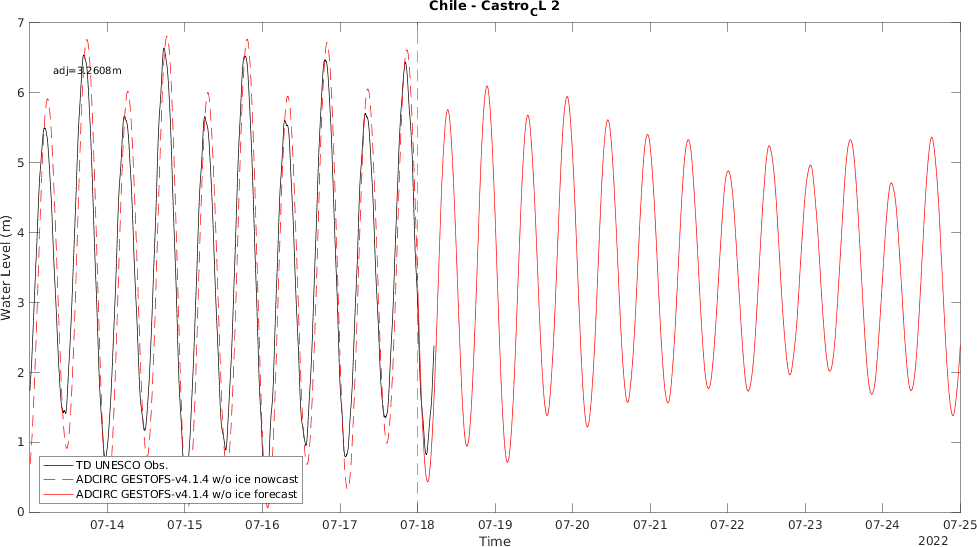 Chile - Castro_CL 2
adj=3.2608m
Water Level (m)
7
6
5
4
3
2
1
0
TD UNESCO Obs.
ADCIRC GESTOFS-v4.1.4 w/o ice nowcast
ADCIRC GESTOFS-v4.1.4 w/o ice forecast
07-14 07-15 07-16 07-17 07-18 07-19 07-20 07-21 07-22 07-23 07-24 07-25
Time
2022